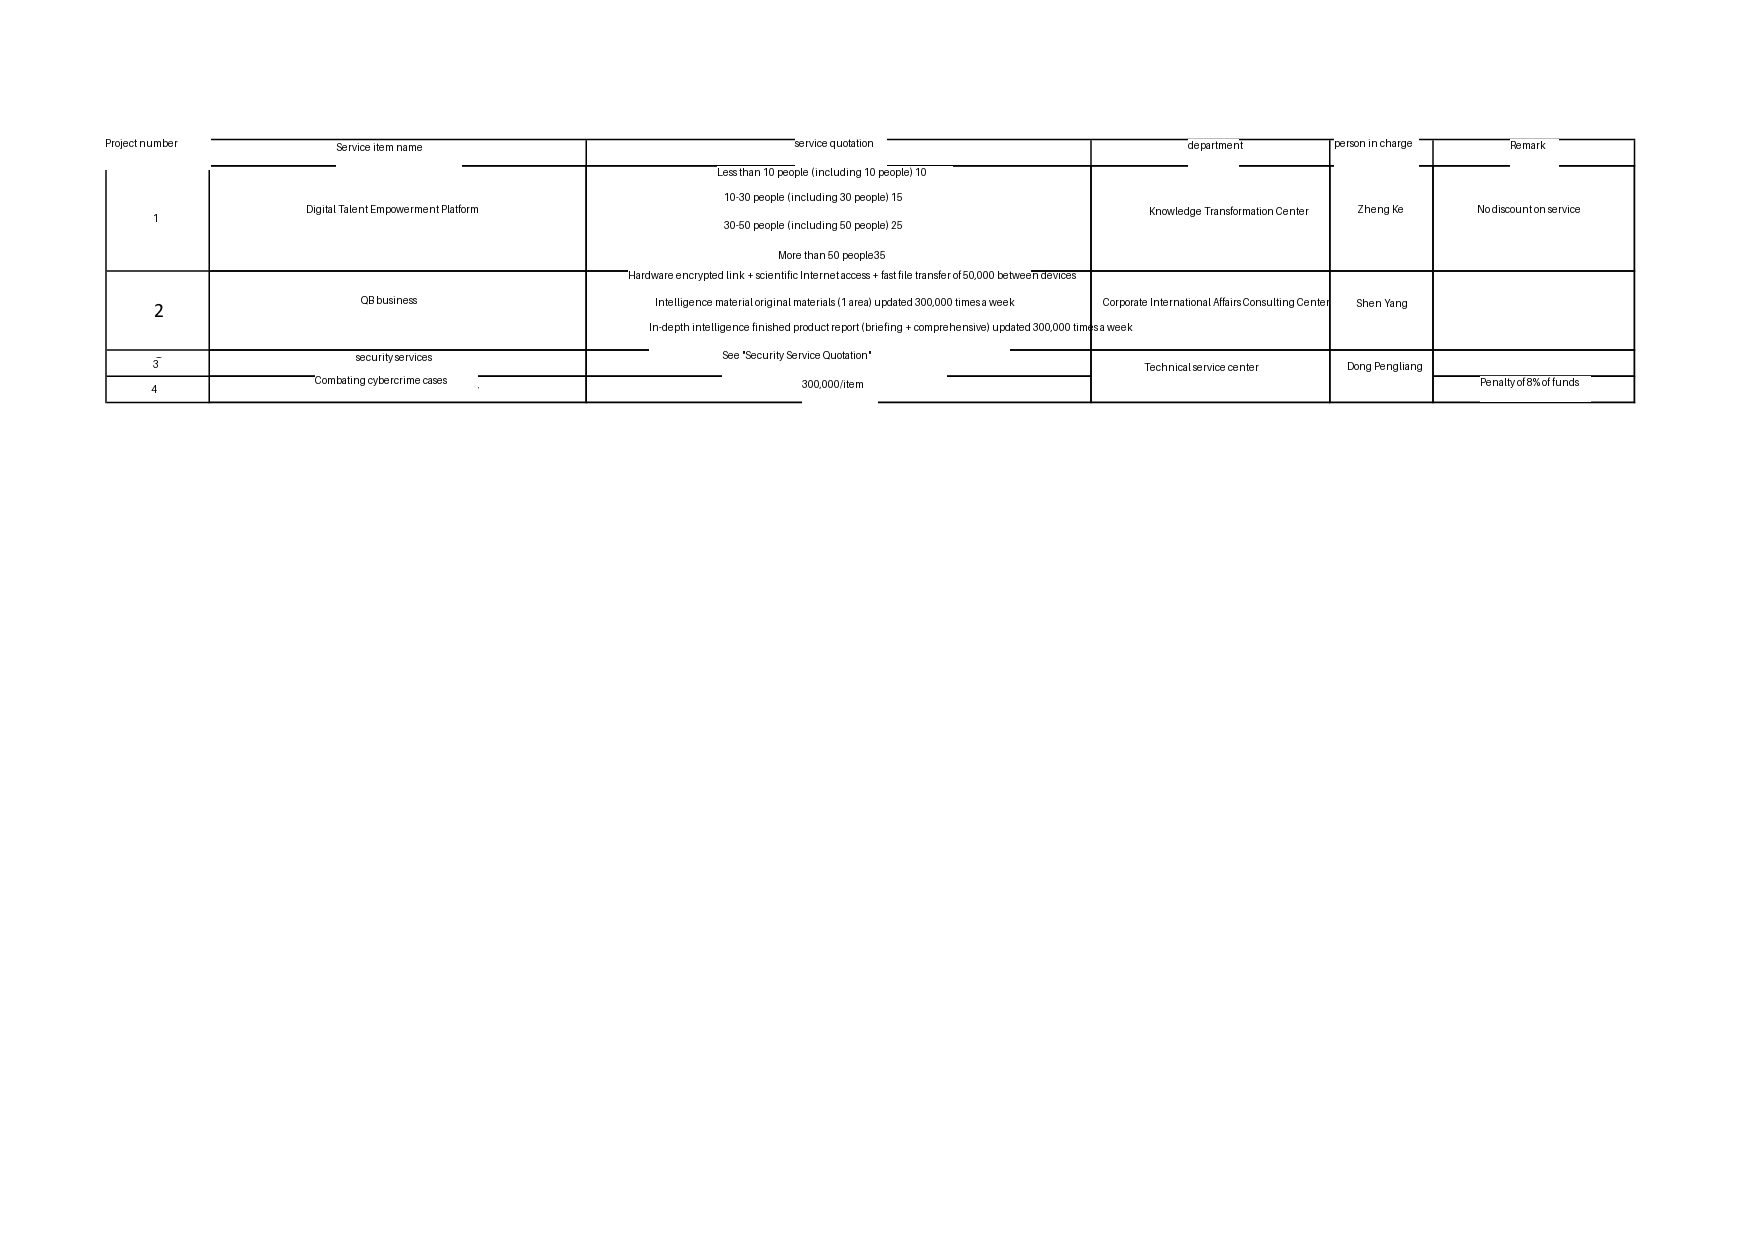 Project number
Service item name
service quotation
department
person in charge
Remark
1
Digital Talent Empowerment Platform
Less than 10 people (including 10 people) 10
10-30 people (including 30 people) 15
30-50 people (including 50 people) 25
More than 50 people35
Knowledge Transformation Center
Zheng Ke
No discount on service
2
QB business
Hardware encrypted link + scientific Internet access + fast file transfer of 50,000 between devices
Intelligence material original materials (1 area) updated 300,000 times a week
In-depth intelligence finished product report (briefing + comprehensive) updated 300,000 times a week
Corporate International Affairs Consulting Center
Shen Yang
3
security services
See "Security Service Quotation"
Technical service center
Dong Pengliang
4
Combating cybercrime cases
300,000/item
Penalty of 8% of funds